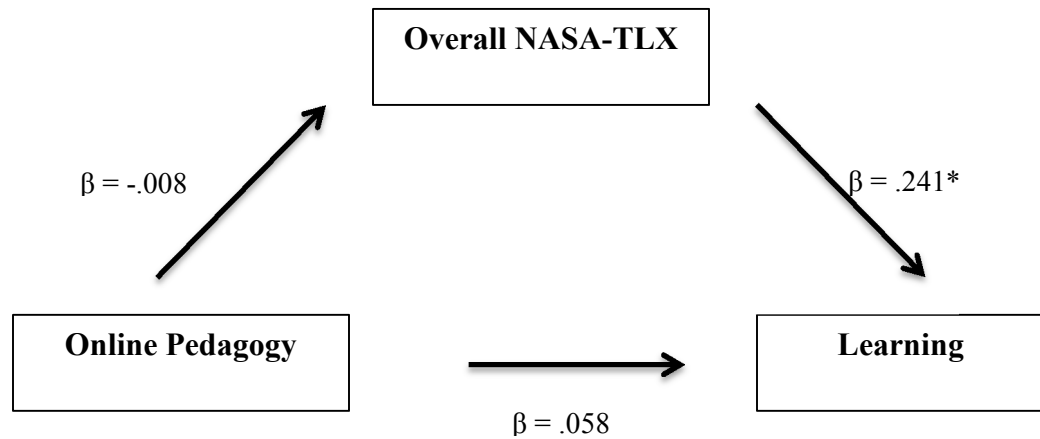 Overall NASA-TLX
β = -.008
β = .241*
Online Pedagogy
Learning
β = .058